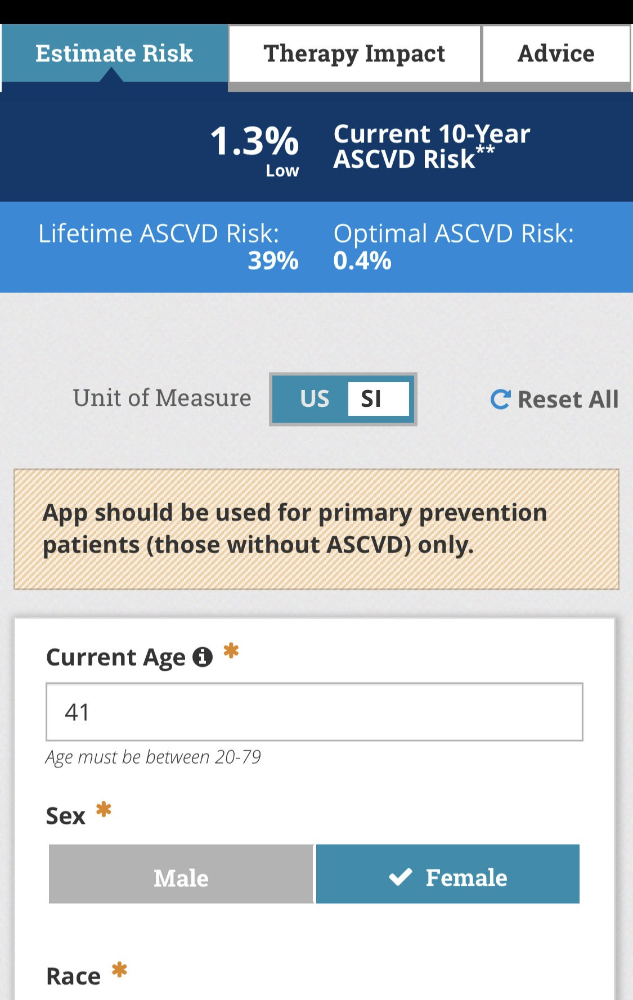 Estimate Risk
Therapy Impact
Advice
1.3%
Low
Current 10-Year
ASCVD Risk**
Lifetime ASCVD Risk:
39%
Optimal ASCVD Risk:
0.4%
Unit of Measure
US
SI
Reset All
App should be used for primary prevention
patients (those without ASCVD) only.
Current Age *
41
Age must be between 20-79
Sex *
Male
Female
Race *